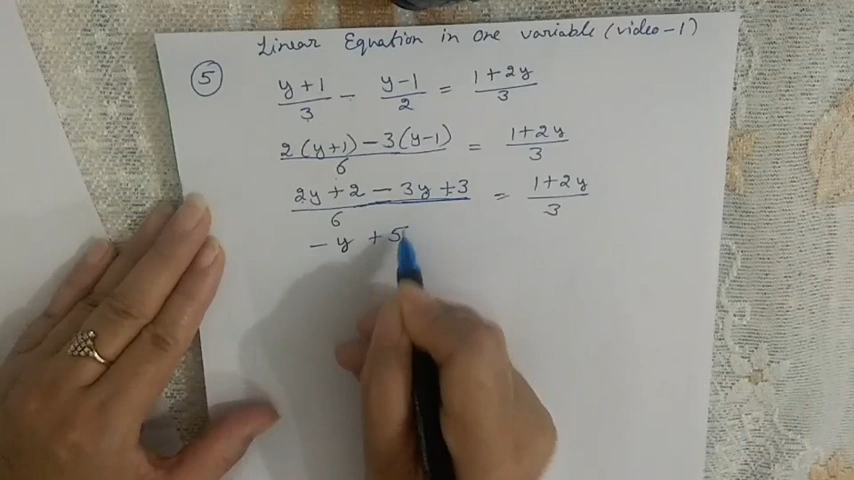 Linear Equation in one variable (video-1)
5
y+1/3 - y-1/2 = 1+2y/3
2(y+1)-3(y-1)/6 = 1+2y/3
2y+2-3y+3/6 = 1+2y/3
-y +5